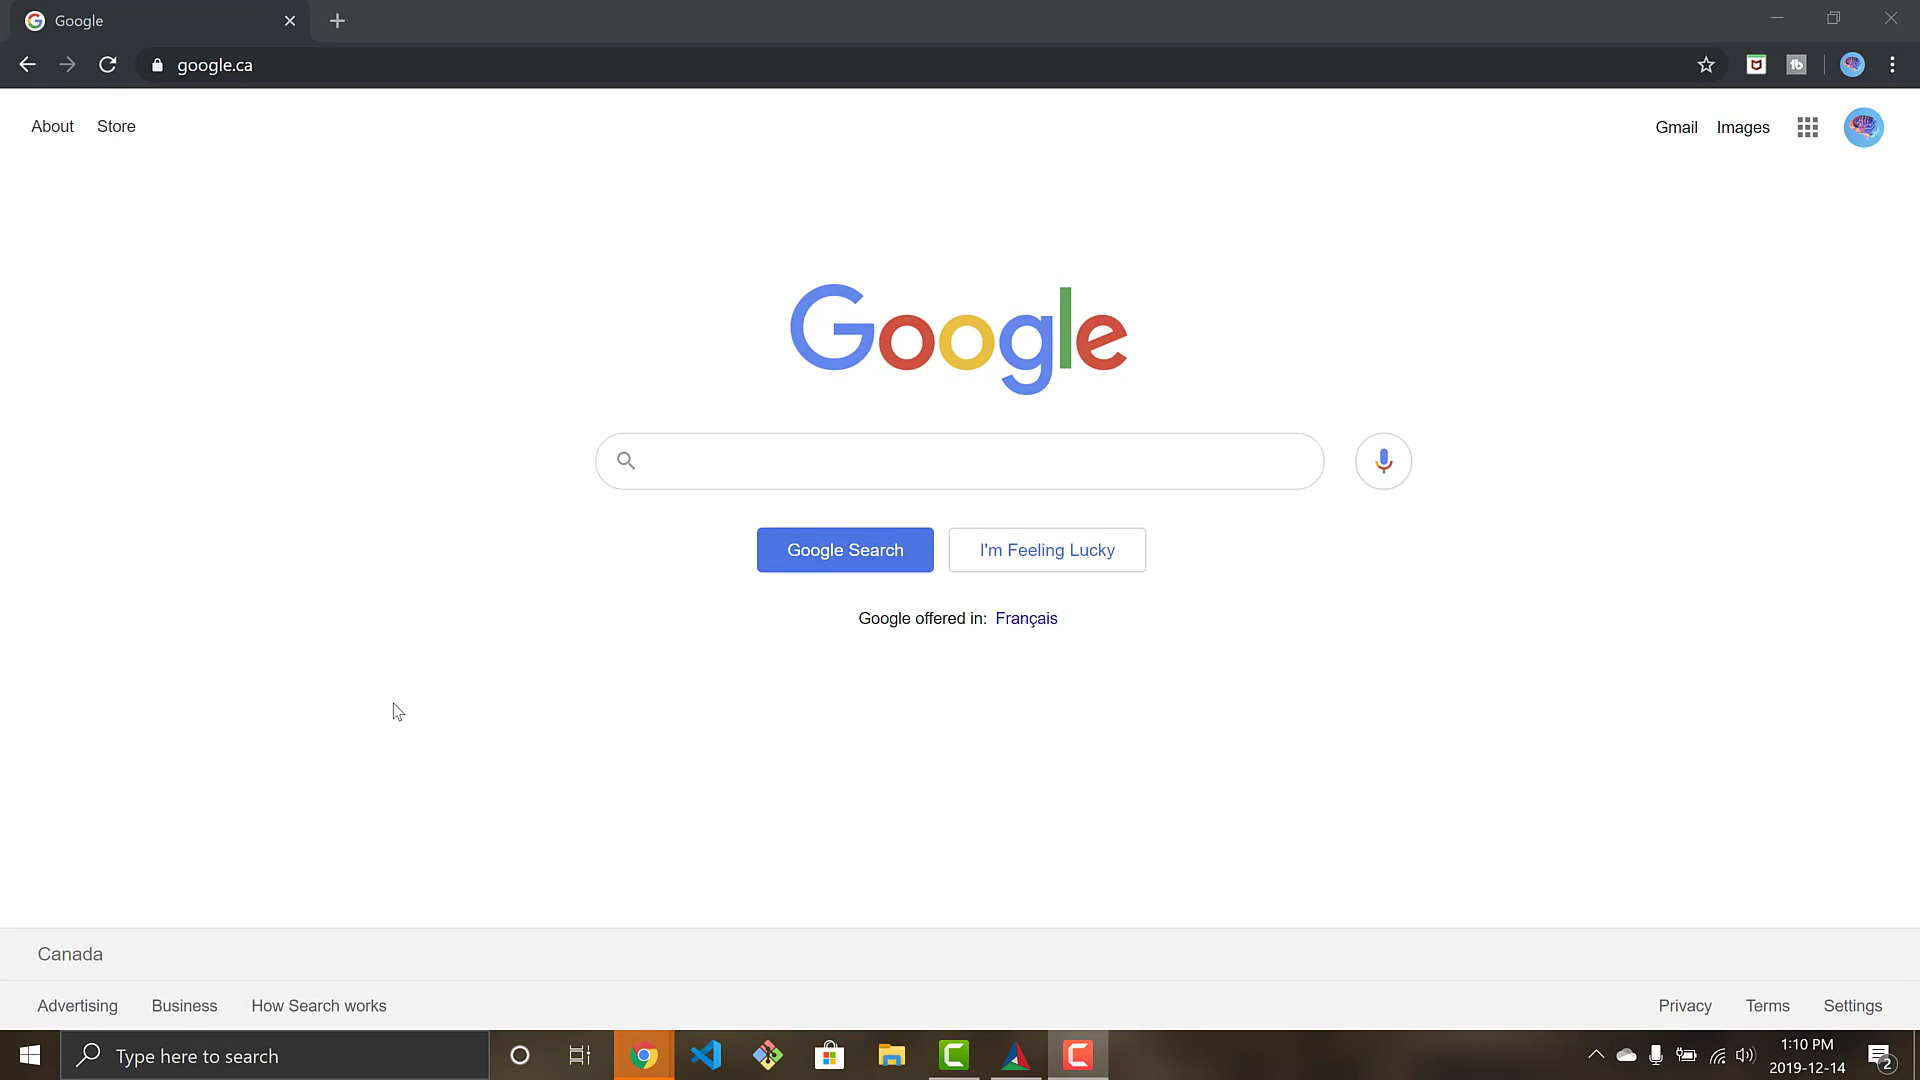 Google
google.ca
About Store
Gmail Images
Google
Google Search I'm Feeling Lucky
Google offered in: Français
Canada
Advertising Business How Search works
Privacy Terms Settings
Type here to search
1:10 PM
2019-12-14
2